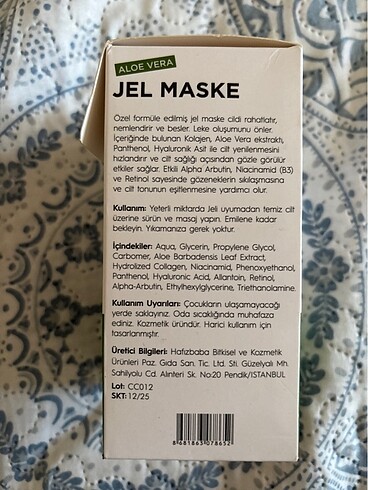 ALOE VERA
JEL MASKE
Özel formüle edilmiş jel maske cildi rahatlatır,
nemlendirir ve besler. Leke oluşumunu önler.
İçeriğinde bulunan Kolajen, Aloe Vera ekstraktı,
Panthenol, Hyaluronik Asit ile cilt yenilenmesini
hızlandırır ve cilt sağlığı açısından gözle görülür
etkiler sağlar. Etkili Alpha Arbutin, Niacinamid (B3)
ve Retinol sayesinde gözeneklerin sıkılaşmasına
ve cilt tonunun eşitlenmesine yardımcı olur.
Kullanım: Yeterli miktarda Jeli uyumadan temiz cilt
üzerine sürün ve masaj yapın. Emilene kadar
bekleyin. Yıkamanıza gerek yoktur.
İçindekiler: Aqua, Glycerin, Propylene Glycol,
Carbomer, Aloe Barbadensis Leaf Extract,
Hydrolized Collagen, Niacinamid, Phenoxyethanol,
Panthenol, Hyaluronic Acid, Allantoin, Retinol,
Alpha-Arbutin, Ethylhexylglycerine, Triethanolamine.
Kullanım Uyarıları: Çocukların ulaşamayacağı
yerde saklayınız. Oda sıcaklığında muhafaza
ediniz. Kozmetik üründür. Harici kullanım için
tasarlanmıştır.
Üretici Bilgileri: Hafızbaba Bitkisel ve Kozmetik
Ürünleri Paz. Gıda San. Tic. Ltd. Sti. Güzelyalı Mh.
Sahilyolu Cd. Alınteri Sk. No:20 Pendik/İSTANBUL
Lot: CC012
SKT: 12/25
8 681863 078652